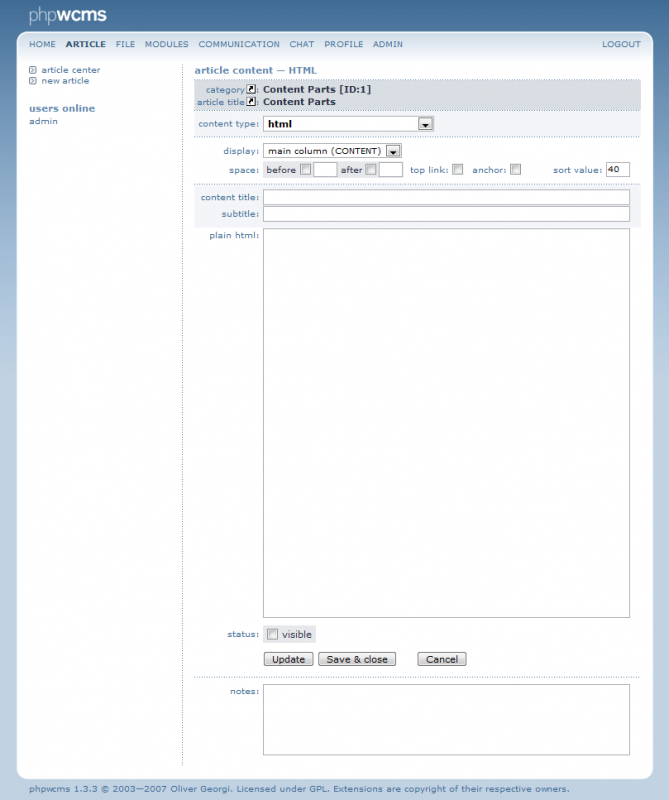 phpwcms
HOME ARTICLE FILE MODULES COMMUNICATION CHAT PROFILE ADMIN LOGOUT
article center
new article
users online
admin
article content — HTML
category : Content Parts [ID:1]
article title : Content Parts
content type: html
display: main column (CONTENT)
space: before after top link: anchor: sort value: 40
content title:
subtitle:
plain html:
status: visible
Update Save & close Cancel
notes:
phpwcms 1.3.3 © 2003—2007 Oliver Georgi. Licensed under GPL. Extensions are copyright of their respective owners.